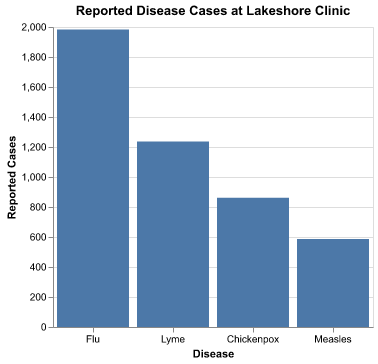 Reported Disease Cases at Lakeshore Clinic
2,000
1,800
1,600
1,400
1,200
1,000
800
600
400
200
0
Reported Cases
Flu Lyme Chickenpox Measles
Disease